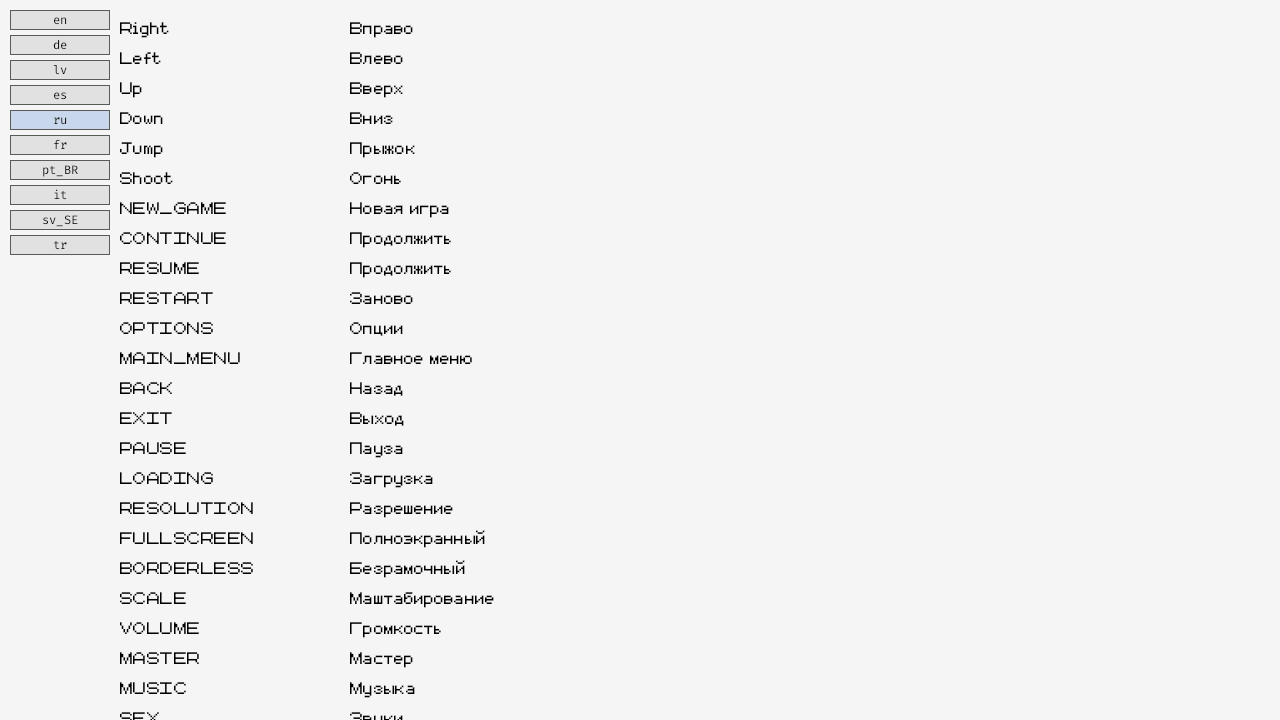 en
de
lv
es
ru
fr
pt_BR
it
sv_SE
tr
Right Вправо
Left Влево
Up Вверх
Down Вниз
Jump Прыжок
Shoot Огонь
NEW_GAME Новая игра
CONTINUE Продолжить
RESUME Продолжить
RESTART Заново
OPTIONS Опции
MAIN_MENU Главное меню
BACK Назад
EXIT Выход
PAUSE Пауза
LOADING Загрузка
RESOLUTION Разрешение
FULLSCREEN Полноэкранный
BORDERLESS Безрамочный
SCALE Маштабирование
VOLUME Громкость
MASTER Мастер
MUSIC Музыка
SFX Звуки